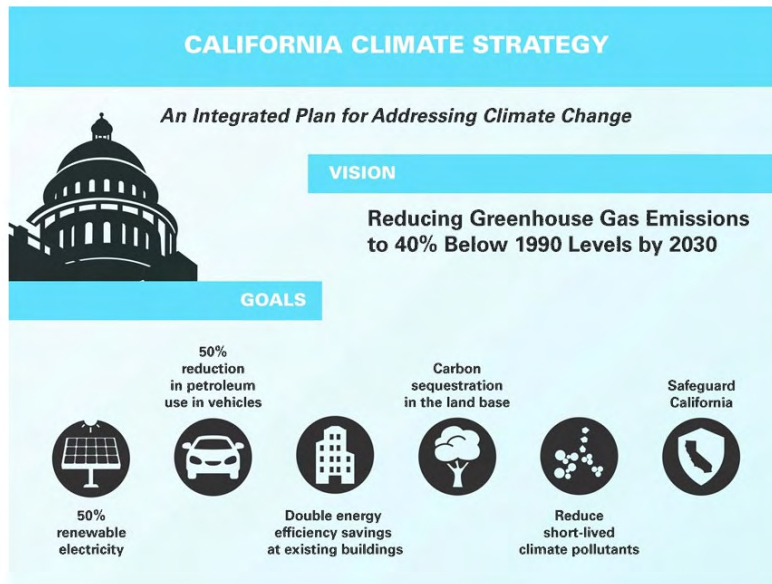 CALIFORNIA CLIMATE STRATEGY
An Integrated Plan for Addressing Climate Change
VISION
Reducing Greenhouse Gas Emissions
to 40% Below 1990 Levels by 2030
GOALS
50%
renewable
electricity
50%
reduction
in petroleum
use in vehicles
Double energy
efficiency savings
at existing buildings
Carbon
sequestration
in the land base
Reduce
short-lived
climate pollutants
Safeguard
California